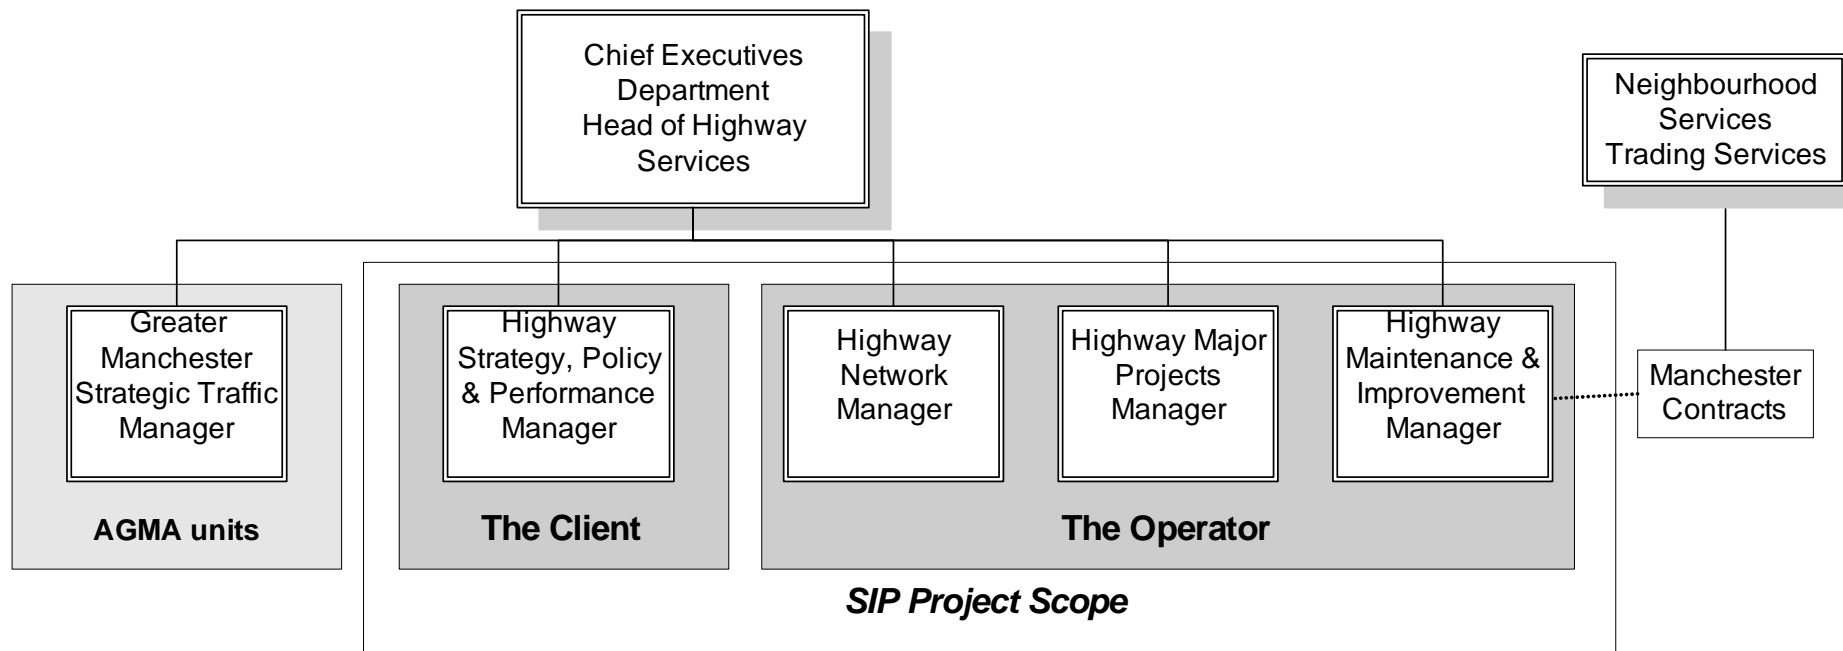 Chief Executives
Department
Head of Highway
Services
Neighbourhood
Services
Trading Services
Greater
Manchester
Strategic Traffic
Manager
Highway
Strategy, Policy
& Performance
Manager
Highway
Network
Manager
Highway Major
Projects
Manager
Highway
Maintenance &
Improvement
Manager
Manchester
Contracts
AGMA units
The Client
The Operator
SIP Project Scope